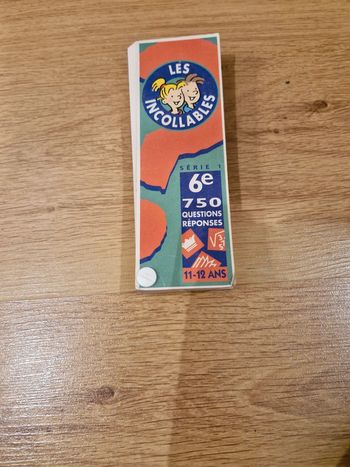 LES
INCOLLABLES
SÉRIE 1
6e
750
QUESTIONS
RÉPONSES
11-12 ANS